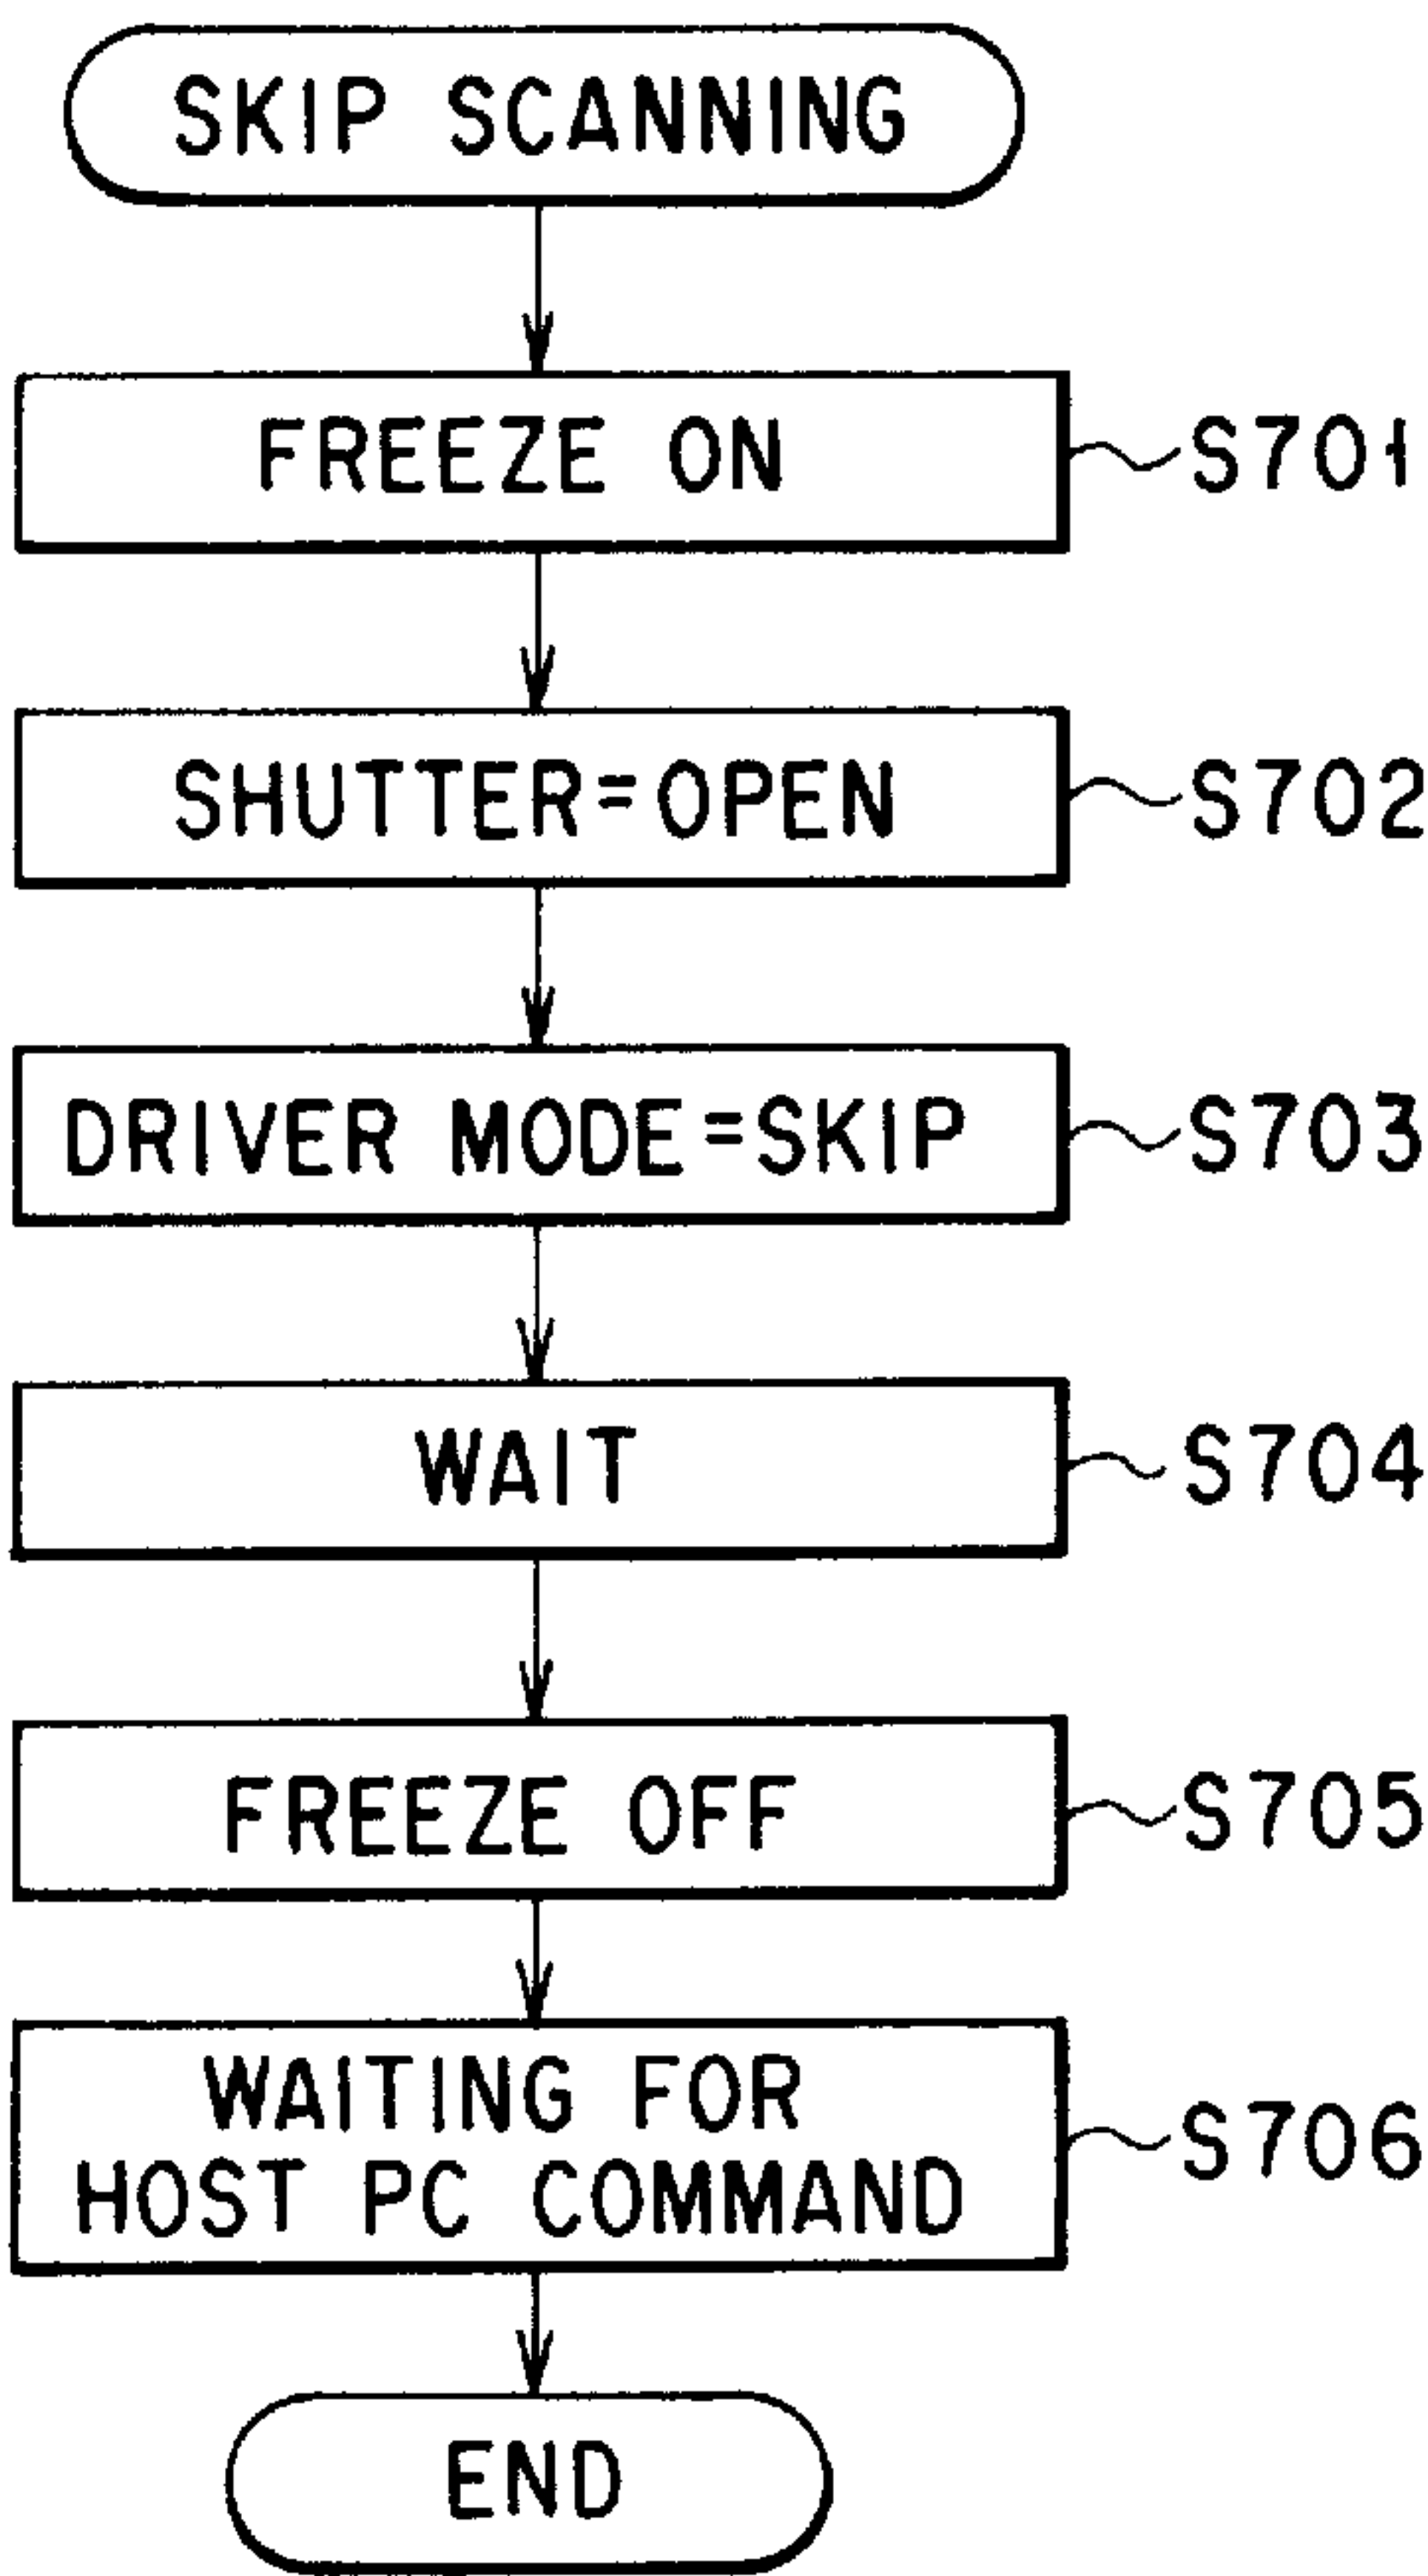 SKIP SCANNING
FREEZE ON
S701
SHUTTER=OPEN
S702
DRIVER MODE=SKIP
S703
WAIT
S704
FREEZE OFF
S705
WAITING FOR
HOST PC COMMAND
S706
END